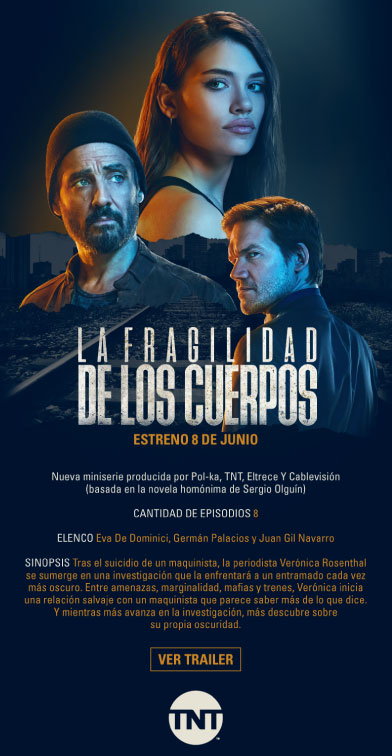 LA FRAGILIDAD
DE LOS CUERPOS
ESTRENO 8 DE JUNIO
Nueva miniserie producida por Pol-ka, TNT, Eltrece Y Cablevisión
(basada en la novela homónima de Sergio Olguín)
CANTIDAD DE EPISODIOS 8
ELENCO Eva De Dominici, Germán Palacios y Juan Gil Navarro
SINOPSIS Tras el suicidio de un maquinista, la periodista Verónica Rosenthal
se sumerge en una investigación que la enfrentará a un entramado cada vez
más oscuro. Entre amenazas, marginalidad, mafias y trenes, Verónica inicia
una relación salvaje con un maquinista que parece saber más de lo que dice.
Y mientras más avanza en la investigación, más descubre sobre
su propia oscuridad.
VER TRAILER
TNT